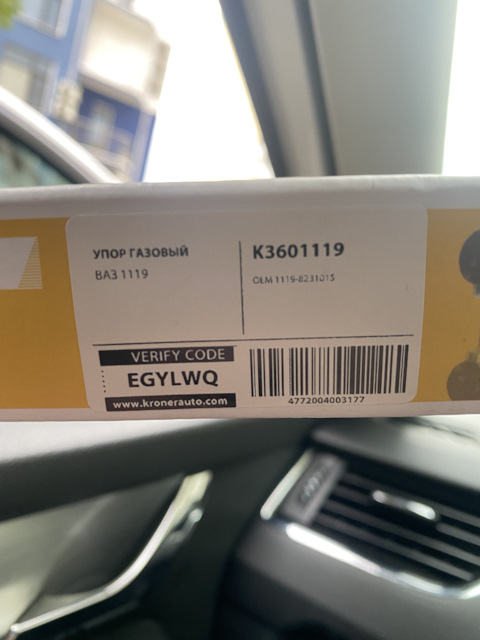 УПОР ГАЗОВЫЙ
ВАЗ 1119
K3601119
OEM 1119-8231015
VERIFY CODE
EGYLWQ
www.kronerauto.com
4772004003177